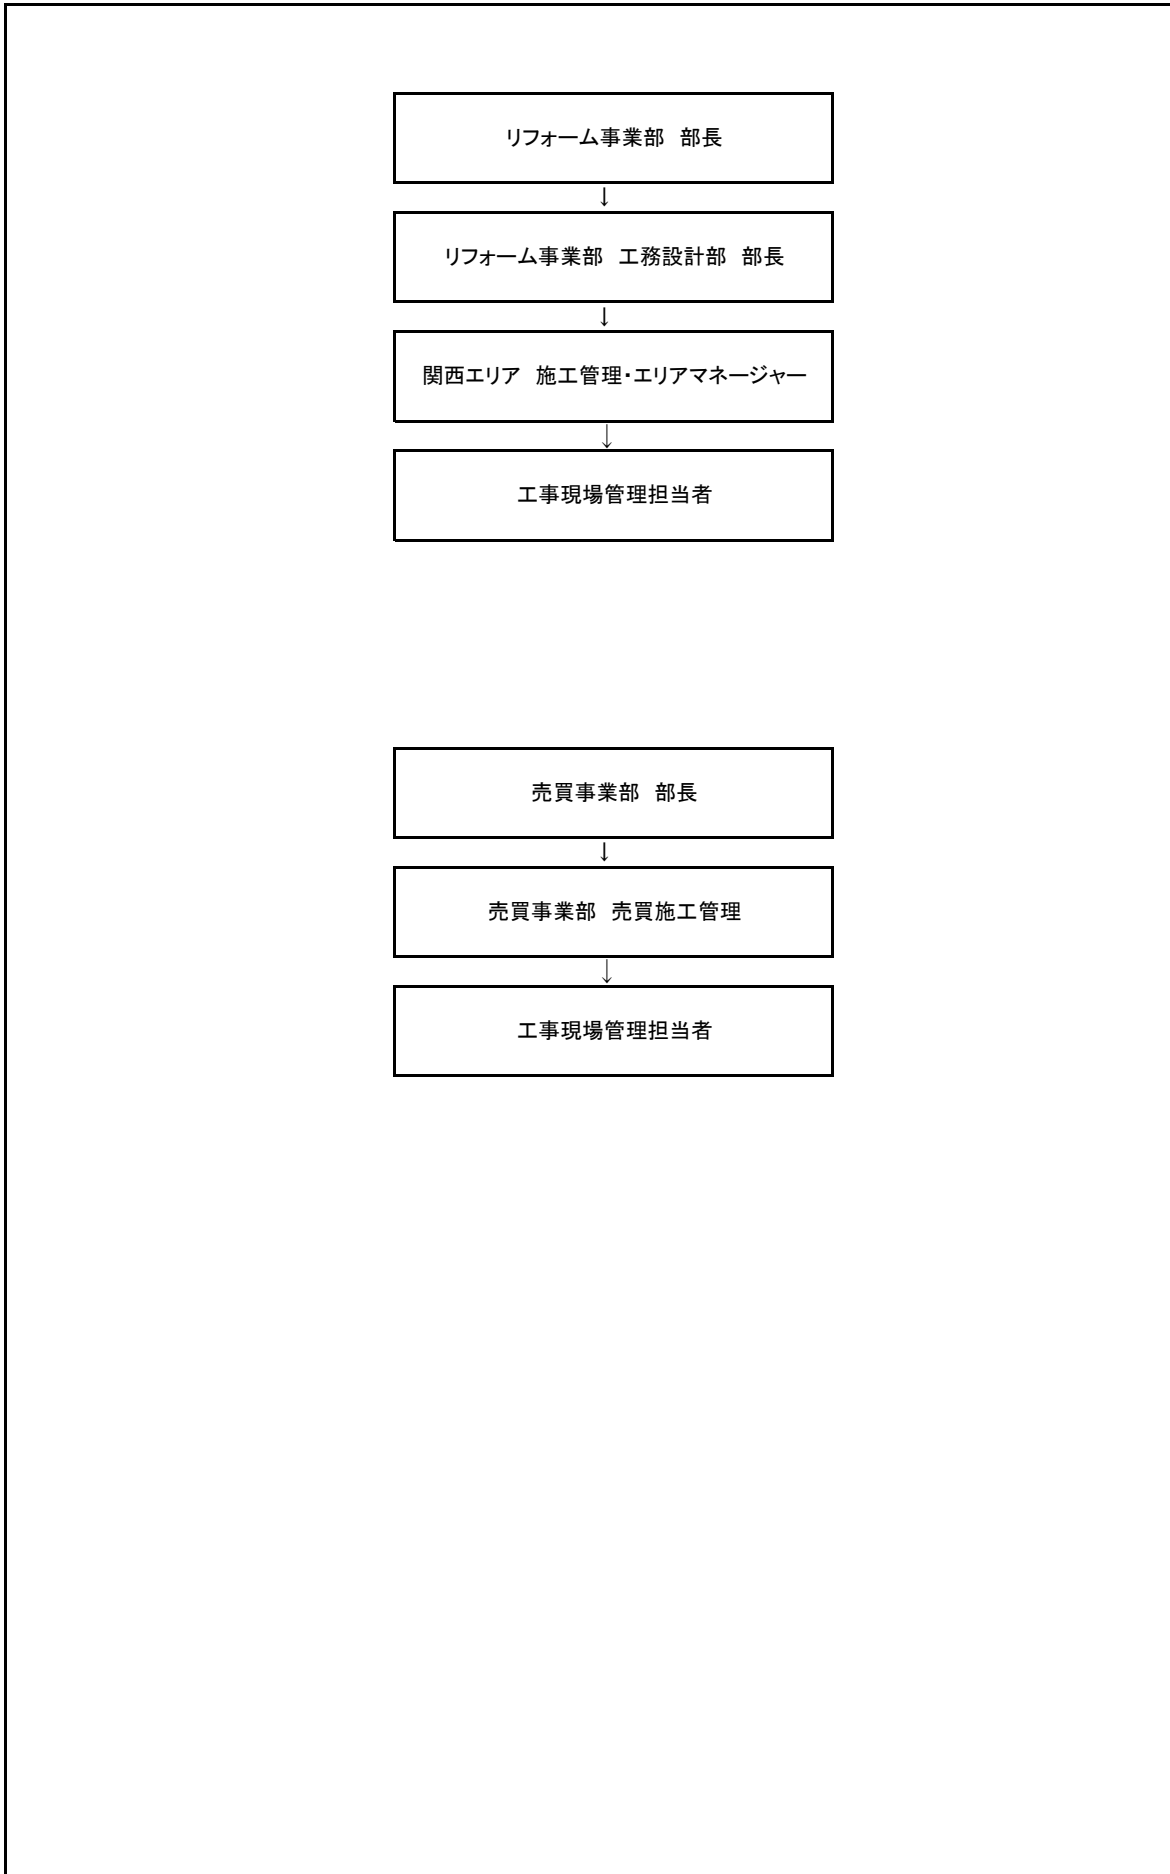 リフォーム事業部　部長
↓
リフォーム事業部　工務設計部　部長
↓
関西エリア　施工管理・エリアマネージャー
↓
工事現場管理担当者
売買事業部　部長
↓
売買事業部　売買施工管理
↓
工事現場管理担当者